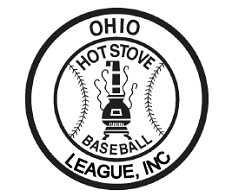 OHIO
HOT STOVE
BASEBALL
LEAGUE, INC